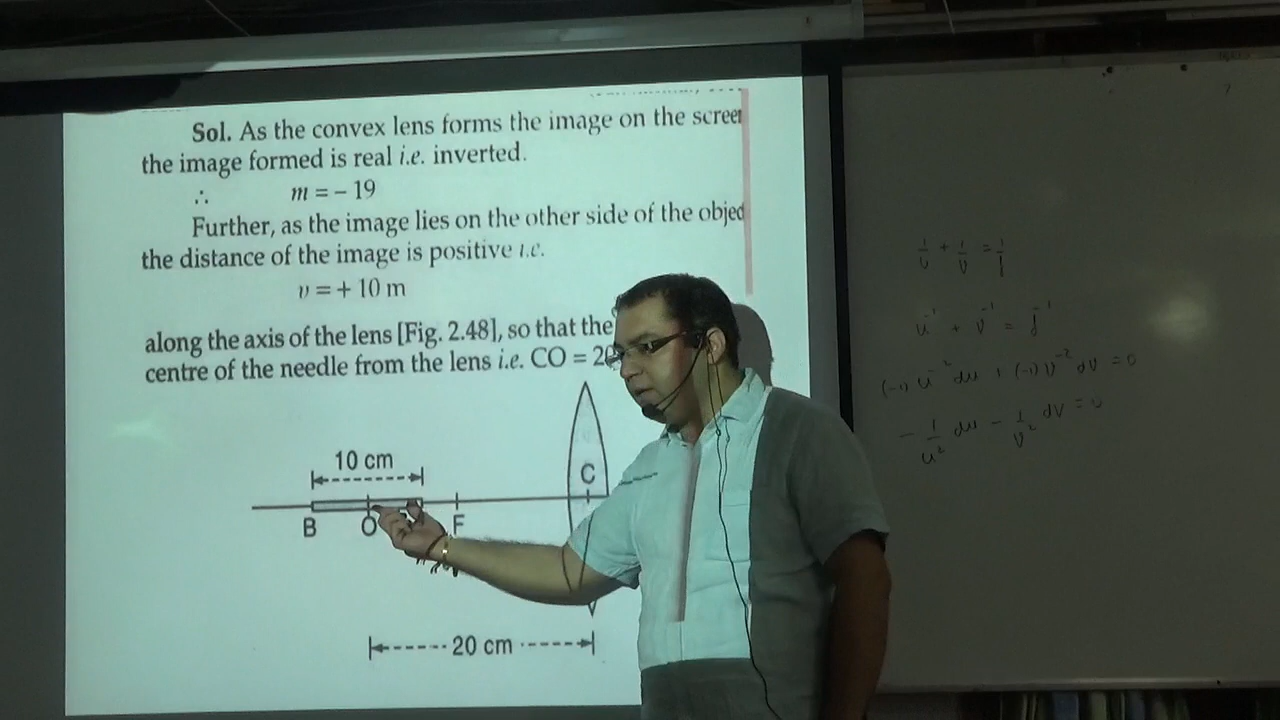 Sol. As the convex lens forms the image on the screen
the image formed is real i.e. inverted.
∴ m = – 19
Further, as the image lies on the other side of the objec
the distance of the image is positive i.e.
υ = + 10 m
along the axis of the lens [Fig. 2.48], so that the
centre of the needle from the lens i.e. CO = 20
10 cm
C
B O F
20 cm
1/u + 1/v = 1/f
u⁻¹ + v⁻¹ = f⁻¹
(-1) u⁻² du + (-1) v⁻² dv = 0
- 1/u² du - 1/v² dv = 0